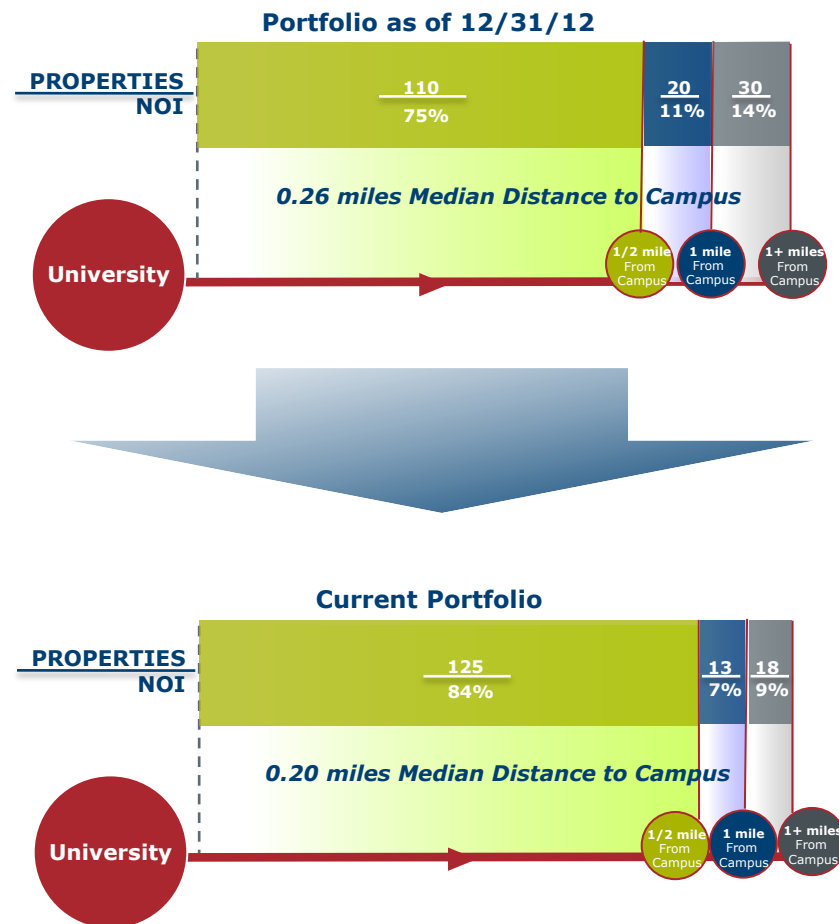 Portfolio as of 12/31/12
PROPERTIES
NOI
110
75%
20
11%
30
14%
0.26 miles Median Distance to Campus
University
1/2 mile
From
Campus
1 mile
From
Campus
1+ miles
From
Campus
Current Portfolio
PROPERTIES
NOI
125
84%
13
7%
18
9%
0.20 miles Median Distance to Campus
University
1/2 mile
From
Campus
1 mile
From
Campus
1+ miles
From
Campus